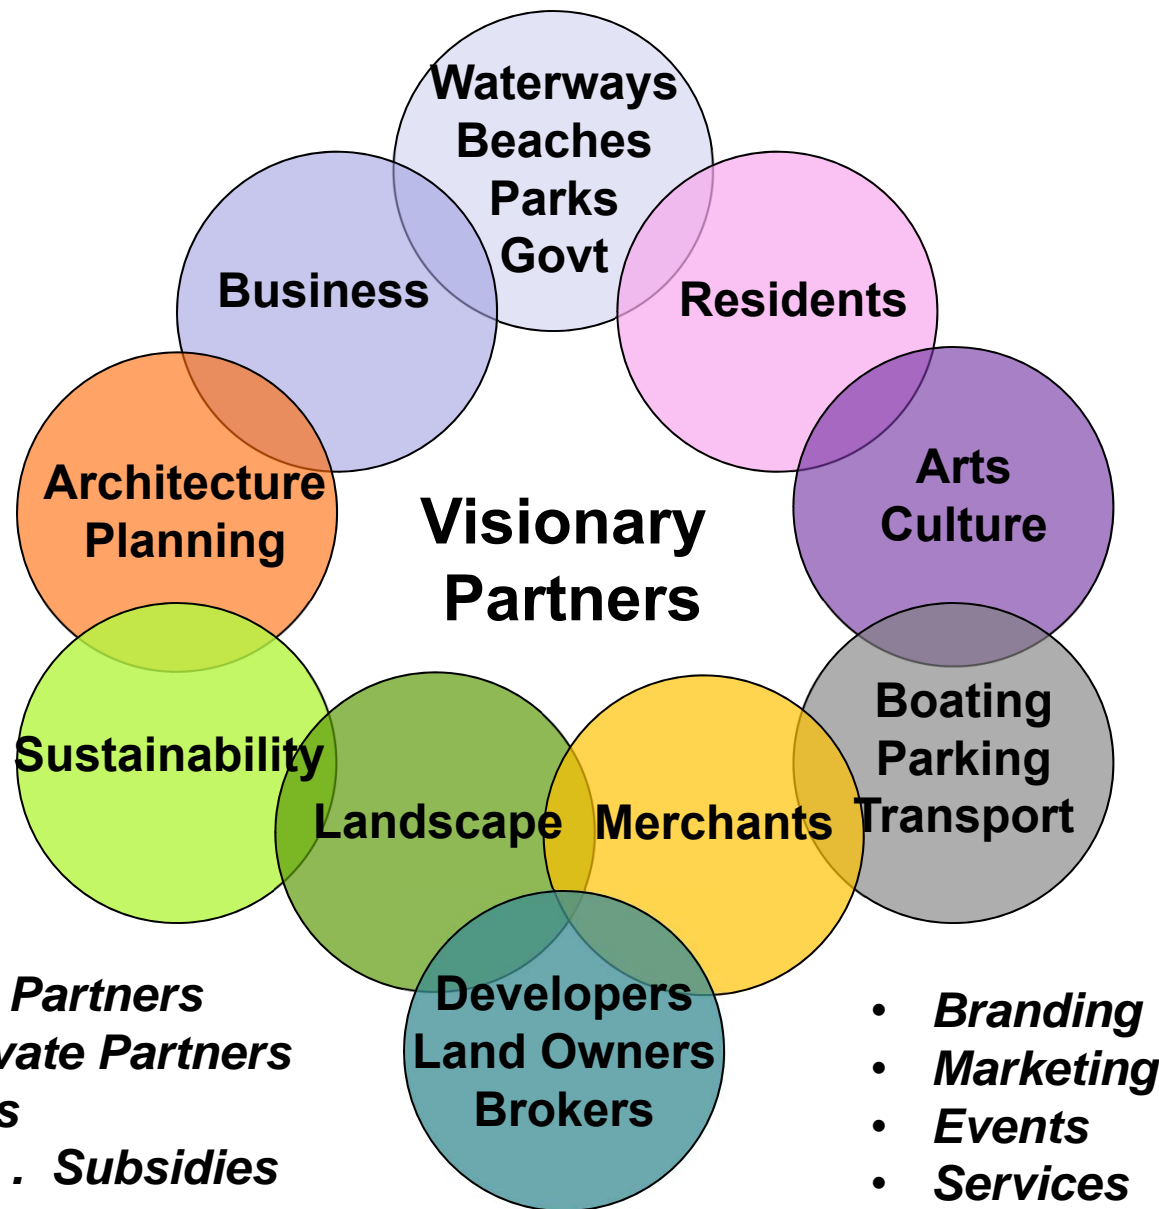 Waterways
Beaches
Parks
Govt
Business
Residents
Architecture
Planning
Visionary
Partners
Arts
Culture
Sustainability
Landscape
Merchants
Boating
Parking
Transport
Developers
Land Owners
Brokers
Partners
vate Partners
s
. Subsidies
• Branding
• Marketing
• Events
• Services